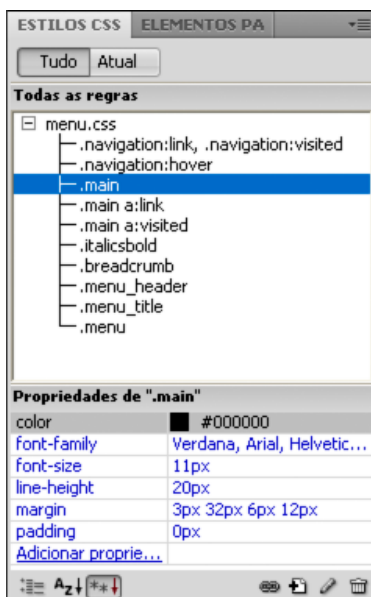 ESTILOS CSS ELEMENTOS PA
Tudo Atual
Todas as regras
menu.css
.navigation:link, .navigation:visited
.navigation:hover
.main
.main a:link
.main a:visited
.italicsbold
.breadcrumb
.menu_header
.menu_title
.menu
Propriedades de ".main"
color #000000
font-family Verdana, Arial, Helvetic...
font-size 11px
line-height 20px
margin 3px 32px 6px 12px
padding 0px
Adicionar proprie...
Az↓ **↓